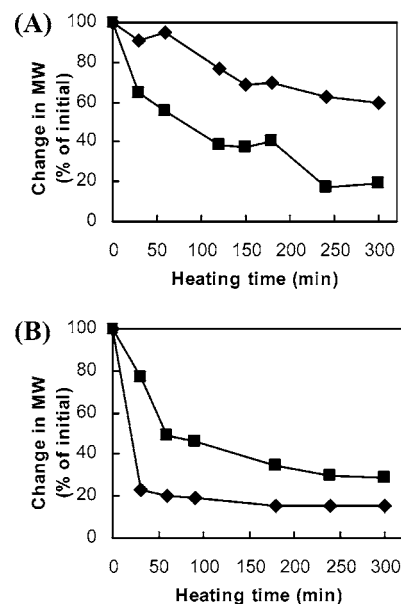 (A)
Change in MW
(% of initial)
100
80
60
40
20
0
0 50 100 150 200 250 300
Heating time (min)
(B)
Change in MW
(% of initial)
100
80
60
40
20
0
0 50 100 150 200 250 300
Heating time (min)